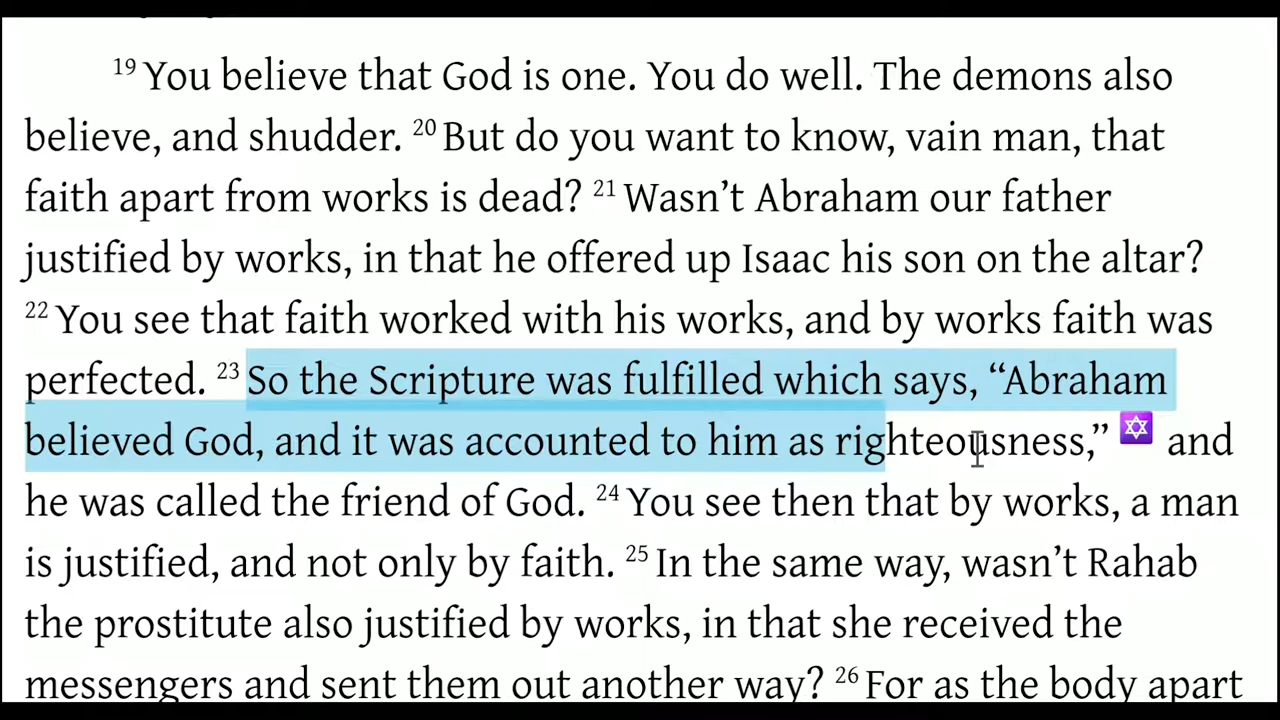 19 You believe that God is one. You do well. The demons also
believe, and shudder. 20 But do you want to know, vain man, that
faith apart from works is dead? 21 Wasn’t Abraham our father
justified by works, in that he offered up Isaac his son on the altar?
22 You see that faith worked with his works, and by works faith was
perfected. 23 So the Scripture was fulfilled which says, “Abraham
believed God, and it was accounted to him as righteousness,” ✡ and
he was called the friend of God. 24 You see then that by works, a man
is justified, and not only by faith. 25 In the same way, wasn’t Rahab
the prostitute also justified by works, in that she received the
messengers and sent them out another way? 26 For as the body apart